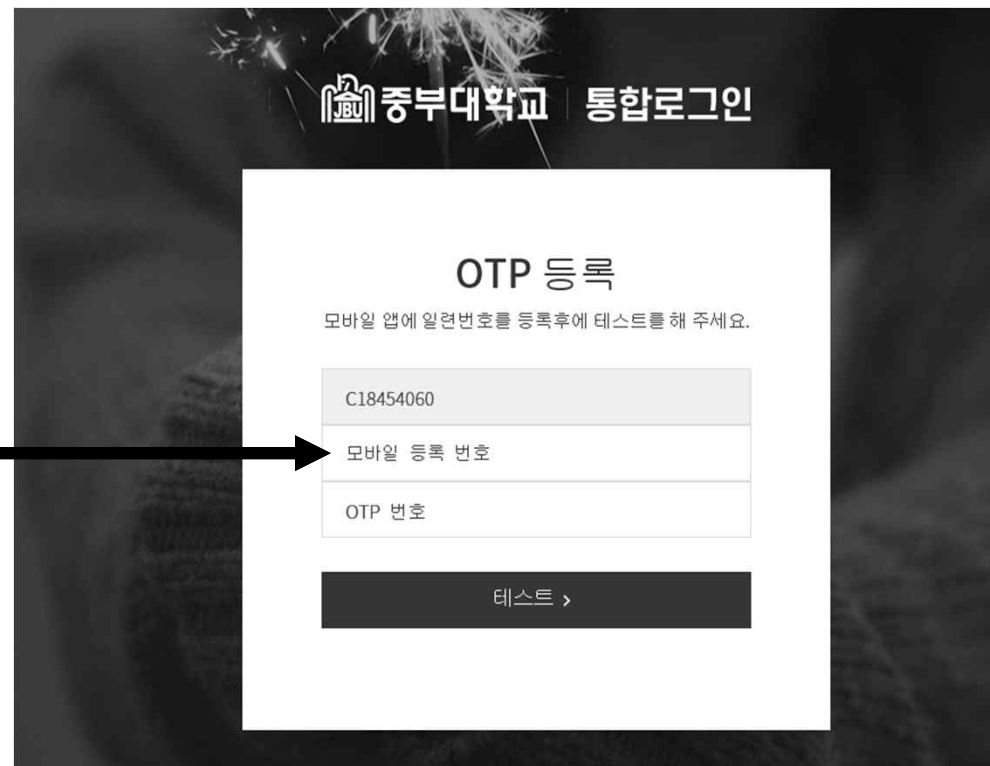 JBU 중부대학교 통합로그인
OTP 등록
모바일 앱에 일련번호를 등록후에 테스트를 해 주세요.
C18454060
모바일 등록 번호
OTP 번호
테스트 >